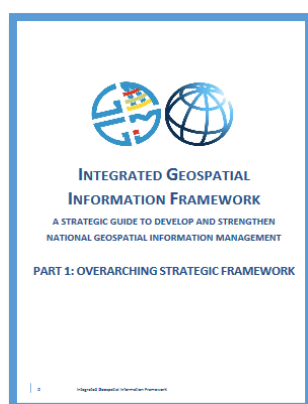 INTEGRATED GEOSPATIAL
INFORMATION FRAMEWORK
A STRATEGIC GUIDE TO DEVELOP AND STRENGTHEN
NATIONAL GEOSPATIAL INFORMATION MANAGEMENT
PART 1: OVERARCHING STRATEGIC FRAMEWORK
Integrated Geospatial Information Framework